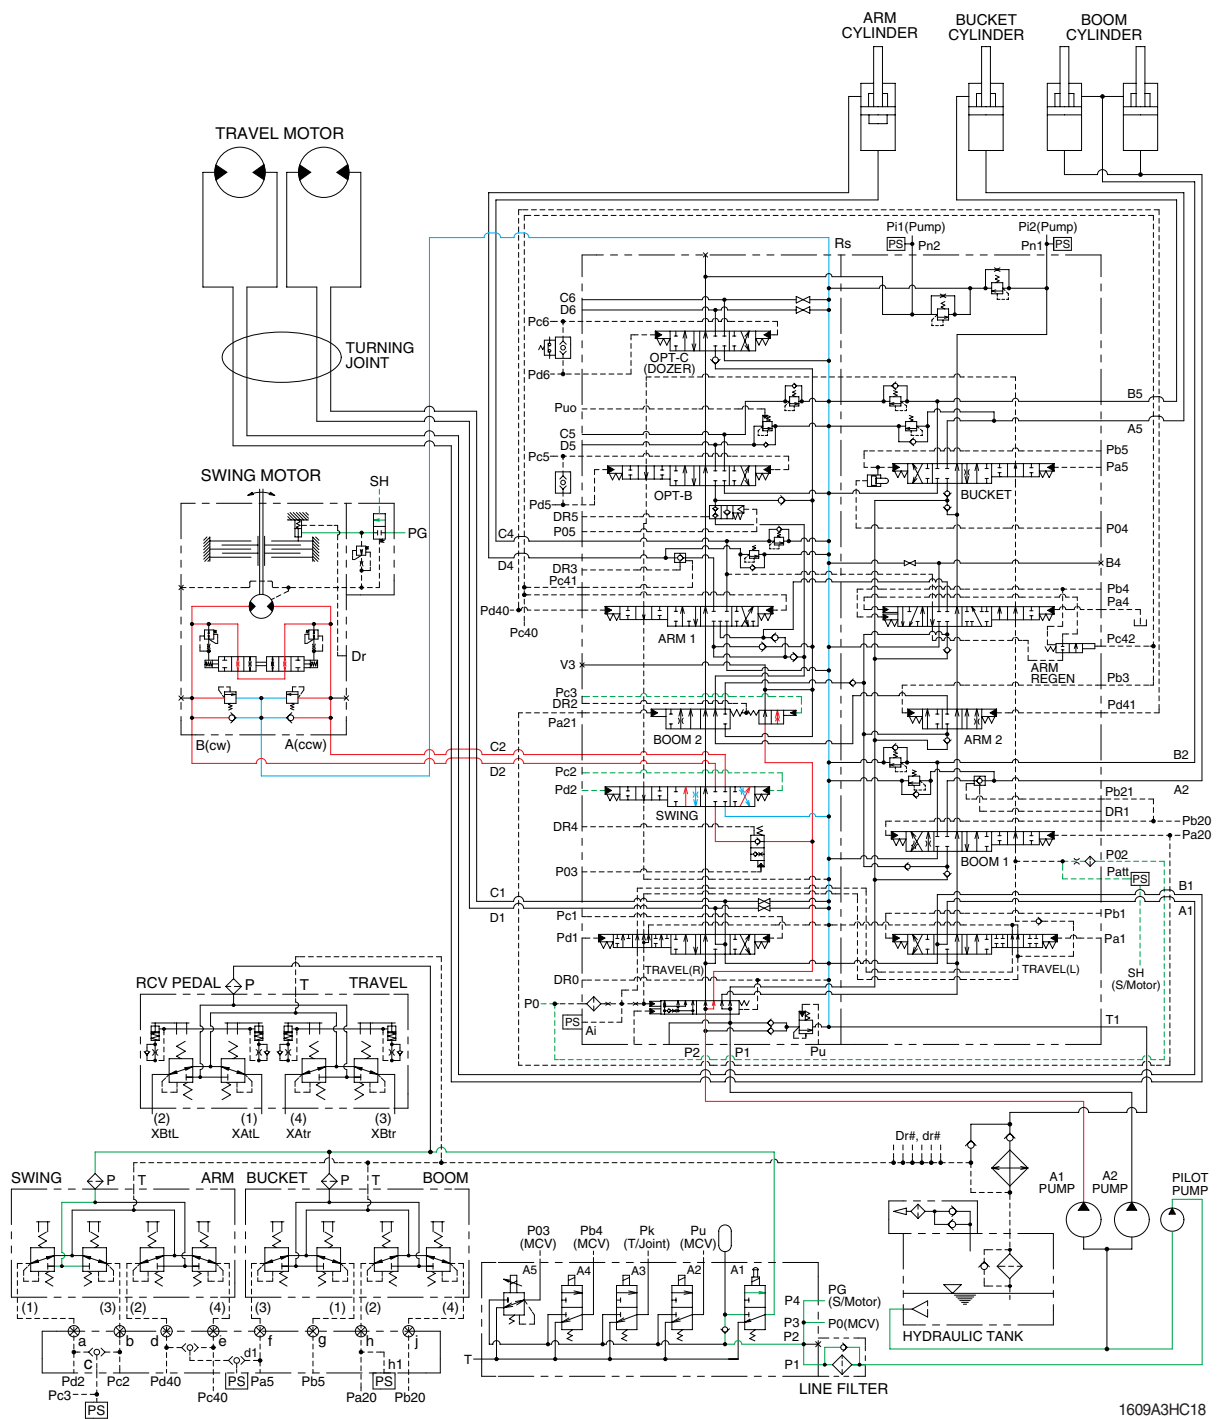 ARM
CYLINDER
BUCKET
CYLINDER
BOOM
CYLINDER
TRAVEL MOTOR
TURNING
JOINT
Rs
Pi1(Pump)
PS
Pn2
Pi2(Pump)
Pn1
PS
C6
D6
Pc6
OPT-C
(DOZER)
Pd6
Puo
B5
C5
D5
A5
Pc5
Pb5
Pa5
OPT-B
BUCKET
Pd5
DR5
P05
P04
SWING MOTOR
SH
PG
C4
D4
DR3
Pc41
B4
Pb4
Pa4
Pd40
Pc40
ARM 1
Pc42
ARM
REGEN
Dr
V3
Pc3
DR2
Pa21
Pb3
Pd41
BOOM 2
ARM 2
B(cw)
A(ccw)
C2
D2
B2
A2
Pc2
Pd2
SWING
Pb21
DR1
Pb20
Pa20
DR4
BOOM 1
P03
P02
Patt
PS
C1
D1
B1
A1
Pc1
Pb1
Pd1
Pa1
TRAVEL(R)
TRAVEL(L)
SH
(S/Motor)
DR0
P0
PS
Ai
T1
P2
P1
Pu
RCV PEDAL
P
T
TRAVEL
(2)
(1)
(4)
(3)
XBtL
XAtL
XAtr
XBtr
SWING
P
T
ARM
BUCKET
P
T
BOOM
(1)
(3)
(2)
(4)
(3)
(1)
(2)
(4)
a
b
d
e
f
g
h
j
c
d1
h1
Pd2
Pc2
Pd40
PS
Pa5
Pb5
PS
Pc3
Pc40
Pa20
Pb20
PS
P03
(MCV)
Pb4
(MCV)
Pk
(T/Joint)
Pu
(MCV)
A5
A4
A3
A2
A1
T
PG
(S/Motor)
P4
P3
P0(MCV)
P2
P1
LINE FILTER
Dr#, dr#
A1
PUMP
A2
PUMP
PILOT
PUMP
HYDRAULIC TANK
1609A3HC18